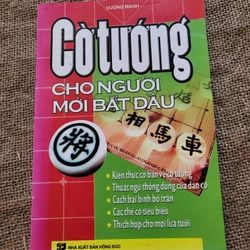 VƯƠNG MẠNH
Cờ tướng
CHO NGƯỜI
MỚI BẮT ĐẦU
將
相 馬 車
• Kiến thức cơ bản về cờ tướng
• Thuật ngữ thông dụng của dân cờ
• Cách bài binh bố trận
• Các thế cờ tiêu biểu
• Thích hợp cho mọi lứa tuổi
NHÀ XUẤT BẢN HỒNG ĐỨC